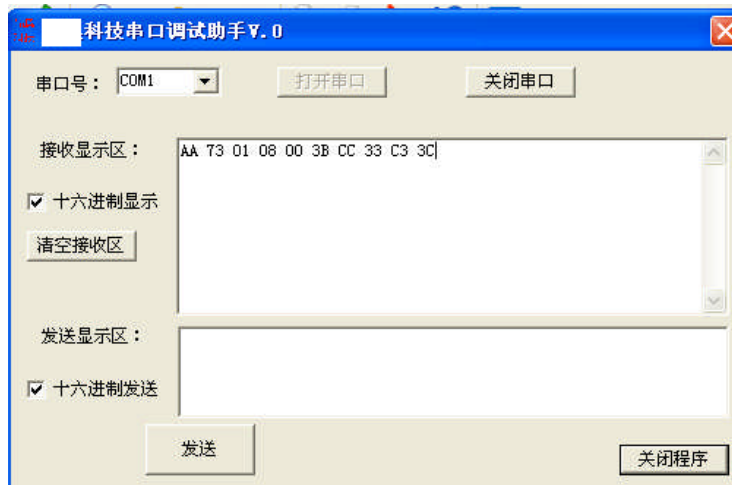 科技串口调试助手V.0
串口号： COM1 打开串口 关闭串口
接收显示区： AA 73 01 08 00 3B CC 33 C3 3C
十六进制显示
清空接收区
发送显示区：
十六进制发送
发送
关闭程序